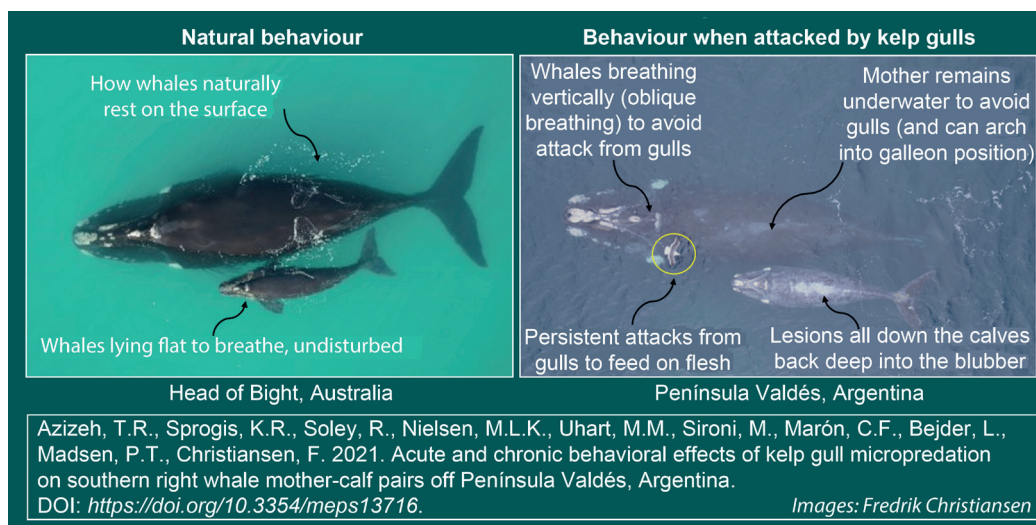 Natural behaviour
How whales naturally
rest on the surface
Whales lying flat to breathe, undisturbed
Head of Bight, Australia
Behaviour when attacked by kelp gulls
Whales breathing
vertically (oblique
breathing) to avoid
attack from gulls
Mother remains
underwater to avoid
gulls (and can arch
into galleon position)
Persistent attacks from
gulls to feed on flesh
Lesions all down the calves
back deep into the blubber
Península Valdés, Argentina
Azizeh, T.R., Sprogis, K.R., Soley, R., Nielsen, M.L.K., Uhart, M.M., Sironi, M., Marón, C.F., Bejder, L.,
Madsen, P.T., Christiansen, F. 2021. Acute and chronic behavioral effects of kelp gull micropredation
on southern right whale mother-calf pairs off Península Valdés, Argentina.
DOI: https://doi.org/10.3354/meps13716.
Images: Fredrik Christiansen